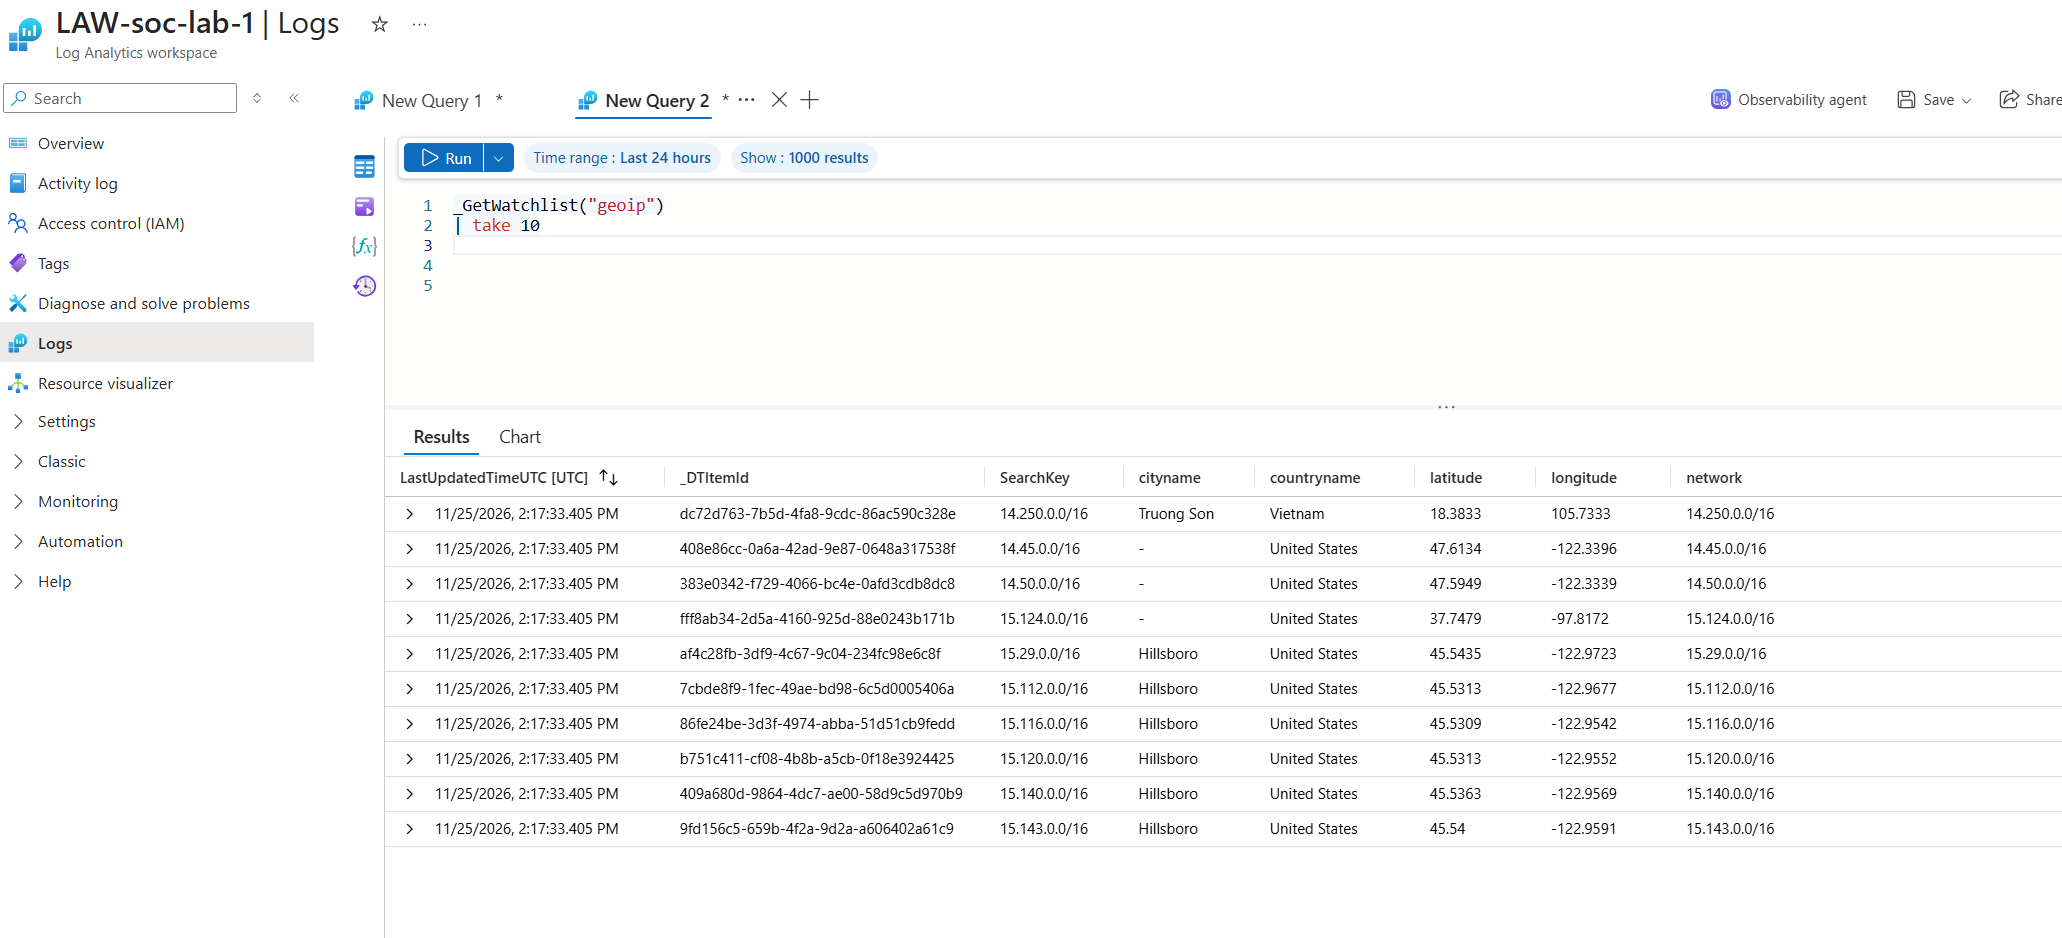 LAW-soc-lab-1 | Logs ☆ ...
Log Analytics workspace
Search
Overview
Activity log
Access control (IAM)
Tags
Diagnose and solve problems
Logs
Resource visualizer
Settings
Classic
Monitoring
Automation
Help
New Query 1 *
New Query 2 * ...
Observability agent
Save
Share
Run
Time range : Last 24 hours
Show : 1000 results
1 _GetWatchlist("geoip")
2 | take 10
3
4
5
...
Results Chart
LastUpdatedTimeUTC [UTC] _DTItemId SearchKey cityname countryname latitude longitude network
11/25/2026, 2:17:33.405 PM dc72d763-7b5d-4fa8-9cdc-86ac590c328e 14.250.0.0/16 Truong Son Vietnam 18.3833 105.7333 14.250.0.0/16
11/25/2026, 2:17:33.405 PM 408e86cc-0a6a-42ad-9e87-0648a317538f 14.45.0.0/16 - United States 47.6134 -122.3396 14.45.0.0/16
11/25/2026, 2:17:33.405 PM 383e0342-f729-4066-bc4e-0afd3cdb8dc8 14.50.0.0/16 - United States 47.5949 -122.3339 14.50.0.0/16
11/25/2026, 2:17:33.405 PM fff8ab34-2d5a-4160-925d-88e0243b171b 15.124.0.0/16 - United States 37.7479 -97.8172 15.124.0.0/16
11/25/2026, 2:17:33.405 PM af4c28fb-3df9-4c67-9c04-234fc98e6c8f 15.29.0.0/16 Hillsboro United States 45.5435 -122.9723 15.29.0.0/16
11/25/2026, 2:17:33.405 PM 7cbde8f9-1fec-49ae-bd98-6c5d0005406a 15.112.0.0/16 Hillsboro United States 45.5313 -122.9677 15.112.0.0/16
11/25/2026, 2:17:33.405 PM 86fe24be-3d3f-4974-abba-51d51cb9fedd 15.116.0.0/16 Hillsboro United States 45.5309 -122.9542 15.116.0.0/16
11/25/2026, 2:17:33.405 PM b751c411-cf08-4b8b-a5cb-0f18e3924425 15.120.0.0/16 Hillsboro United States 45.5313 -122.9552 15.120.0.0/16
11/25/2026, 2:17:33.405 PM 409a680d-9864-4dc7-ae00-58d9c5d970b9 15.140.0.0/16 Hillsboro United States 45.5363 -122.9569 15.140.0.0/16
11/25/2026, 2:17:33.405 PM 9fd156c5-659b-4f2a-9d2a-a606402a61c9 15.143.0.0/16 Hillsboro United States 45.54 -122.9591 15.143.0.0/16